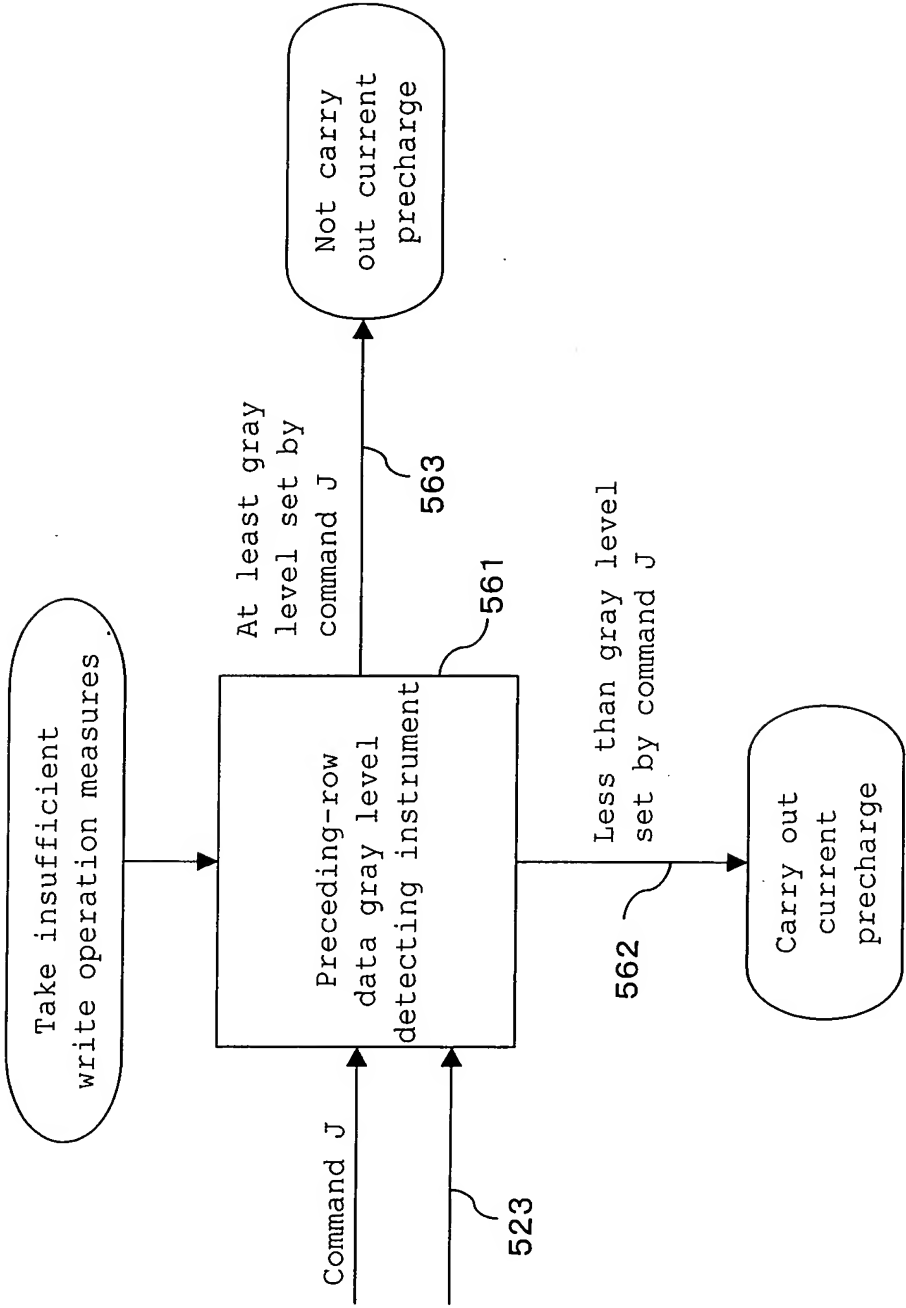 Take insufficient
write operation measures
Command J
523
Preceding-row
data gray level
detecting instrument
561
At least gray
level set by
command J
563
Not carry
out current
precharge
Less than gray level
set by command J
562
Carry out
current
precharge